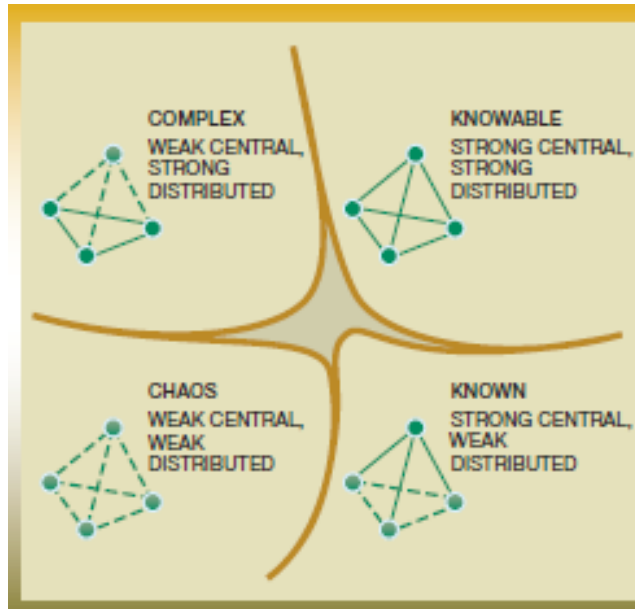 COMPLEX
WEAK CENTRAL,
STRONG
DISTRIBUTED
KNOWABLE
STRONG CENTRAL,
STRONG
DISTRIBUTED
CHAOS
WEAK CENTRAL,
WEAK
DISTRIBUTED
KNOWN
STRONG CENTRAL,
WEAK
DISTRIBUTED